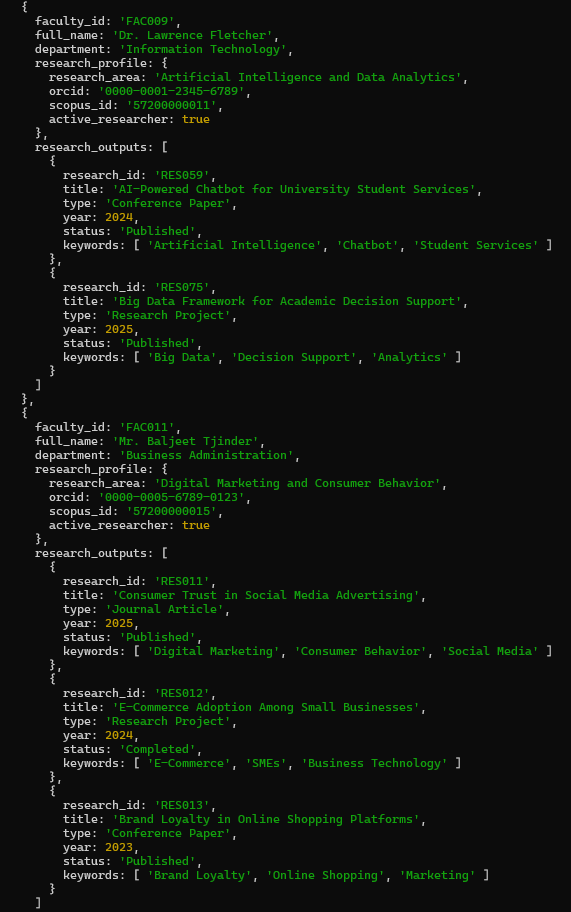 {
faculty_id: 'FAC009',
full_name: 'Dr. Lawrence Fletcher',
department: 'Information Technology',
research_profile: {
research_area: 'Artificial Intelligence and Data Analytics',
orcid: '0000-0001-2345-6789',
scopus_id: '57200000011',
active_researcher: true
},
research_outputs: [
{
research_id: 'RES059',
title: 'AI-Powered Chatbot for University Student Services',
type: 'Conference Paper',
year: 2024,
status: 'Published',
keywords: [ 'Artificial Intelligence', 'Chatbot', 'Student Services' ]
},
{
research_id: 'RES075',
title: 'Big Data Framework for Academic Decision Support',
type: 'Research Project',
year: 2025,
status: 'Published',
keywords: [ 'Big Data', 'Decision Support', 'Analytics' ]
}
]
},
{
faculty_id: 'FAC011',
full_name: 'Mr. Baljeet Tjinder',
department: 'Business Administration',
research_profile: {
research_area: 'Digital Marketing and Consumer Behavior',
orcid: '0000-0005-6789-0123',
scopus_id: '57200000015',
active_researcher: true
},
research_outputs: [
{
research_id: 'RES011',
title: 'Consumer Trust in Social Media Advertising',
type: 'Journal Article',
year: 2025,
status: 'Published',
keywords: [ 'Digital Marketing', 'Consumer Behavior', 'Social Media' ]
},
{
research_id: 'RES012',
title: 'E-Commerce Adoption Among Small Businesses',
type: 'Research Project',
year: 2024,
status: 'Completed',
keywords: [ 'E-Commerce', 'SMEs', 'Business Technology' ]
},
{
research_id: 'RES013',
title: 'Brand Loyalty in Online Shopping Platforms',
type: 'Conference Paper',
year: 2023,
status: 'Published',
keywords: [ 'Brand Loyalty', 'Online Shopping', 'Marketing' ]
}
]